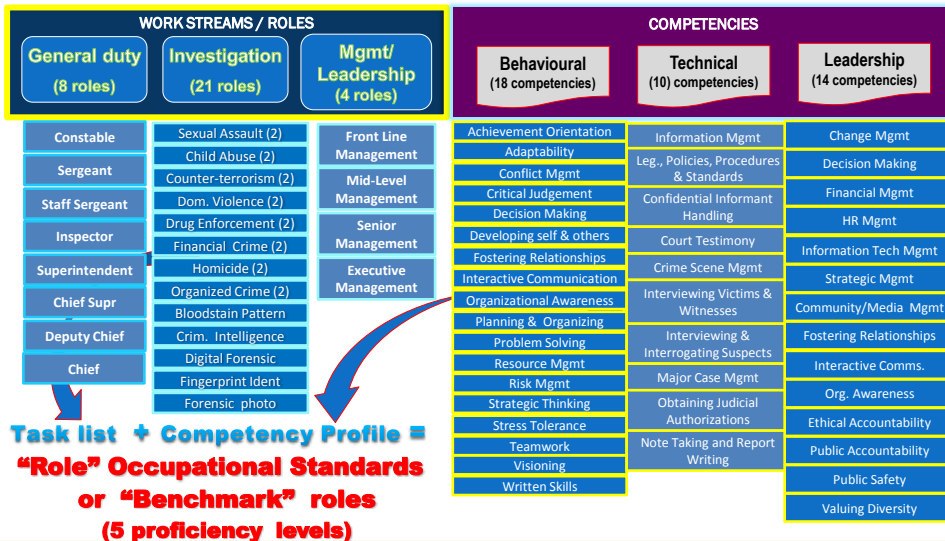 WORK STREAMS / ROLES
General duty
(8 roles)
Investigation
(21 roles)
Mgmt/
Leadership
(4 roles)
Constable
Sergeant
Staff Sergeant
Inspector
Superintendent
Chief Supr
Deputy Chief
Chief
Sexual Assault (2)
Child Abuse (2)
Counter-terrorism (2)
Dom. Violence (2)
Drug Enforcement (2)
Financial Crime (2)
Homicide (2)
Organized Crime (2)
Bloodstain Pattern
Crim. Intelligence
Digital Forensic
Fingerprint Ident
Forensic photo
Front Line
Management
Mid-Level
Management
Senior
Management
Executive
Management
COMPETENCIES
Behavioural
(18 competencies)
Technical
(10) competencies)
Leadership
(14 competencies)
Achievement Orientation
Adaptability
Conflict Mgmt
Critical Judgement
Decision Making
Developing self & others
Fostering Relationships
Interactive Communication
Organizational Awareness
Planning & Organizing
Problem Solving
Resource Mgmt
Risk Mgmt
Strategic Thinking
Stress Tolerance
Teamwork
Visioning
Written Skills
Information Mgmt
Leg., Policies, Procedures
& Standards
Confidential Informant
Handling
Court Testimony
Crime Scene Mgmt
Interviewing Victims &
Witnesses
Interviewing &
Interrogating Suspects
Major Case Mgmt
Obtaining Judicial
Authorizations
Note Taking and Report
Writing
Change Mgmt
Decision Making
Financial Mgmt
HR Mgmt
Information Tech Mgmt
Strategic Mgmt
Community/Media Mgmt
Fostering Relationships
Interactive Comms.
Org. Awareness
Ethical Accountability
Public Accountability
Public Safety
Valuing Diversity
Task list + Competency Profile =
“Role” Occupational Standards
or “Benchmark” roles
(5 proficiency levels)